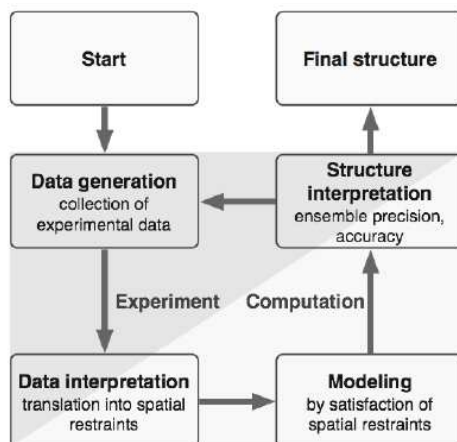 Start
Final structure
Data generation
collection of
experimental data
Structure
interpretation
ensemble precision,
accuracy
Experiment
Computation
Data interpretation
translation into spatial
restraints
Modeling
by satisfaction of
spatial restraints